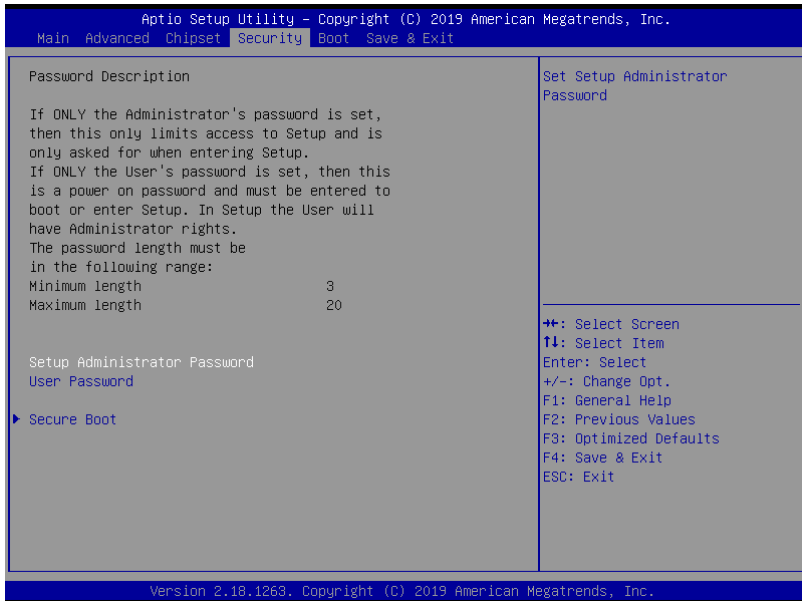 Aptio Setup Utility – Copyright (C) 2019 American Megatrends, Inc.
Main Advanced Chipset Security Boot Save & Exit
Password Description
If ONLY the Administrator's password is set,
then this only limits access to Setup and is
only asked for when entering Setup.
If ONLY the User's password is set, then this
is a power on password and must be entered to
boot or enter Setup. In Setup the User will
have Administrator rights.
The password length must be
in the following range:
Minimum length 3
Maximum length 20
Setup Administrator Password
User Password
Secure Boot
Set Setup Administrator
Password
→←: Select Screen
↑↓: Select Item
Enter: Select
+/-: Change Opt.
F1: General Help
F2: Previous Values
F3: Optimized Defaults
F4: Save & Exit
ESC: Exit
Version 2.18.1263. Copyright (C) 2019 American Megatrends, Inc.